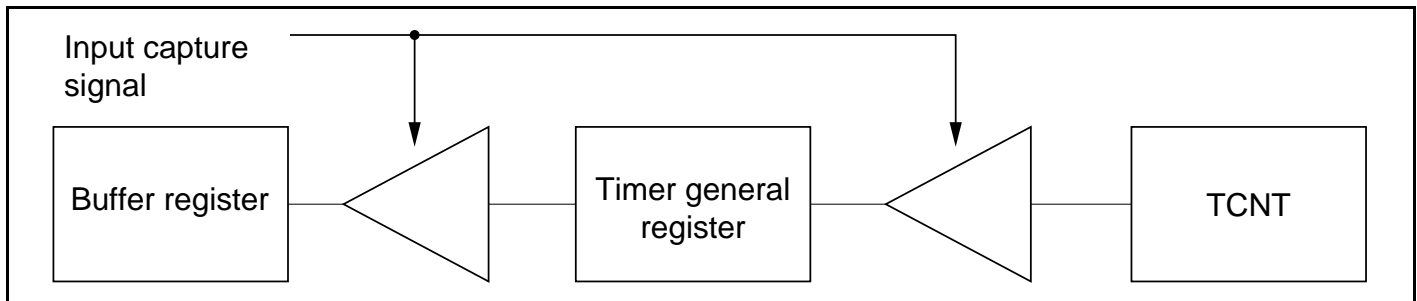 Input capture
signal
Buffer register
Timer general
register
TCNT